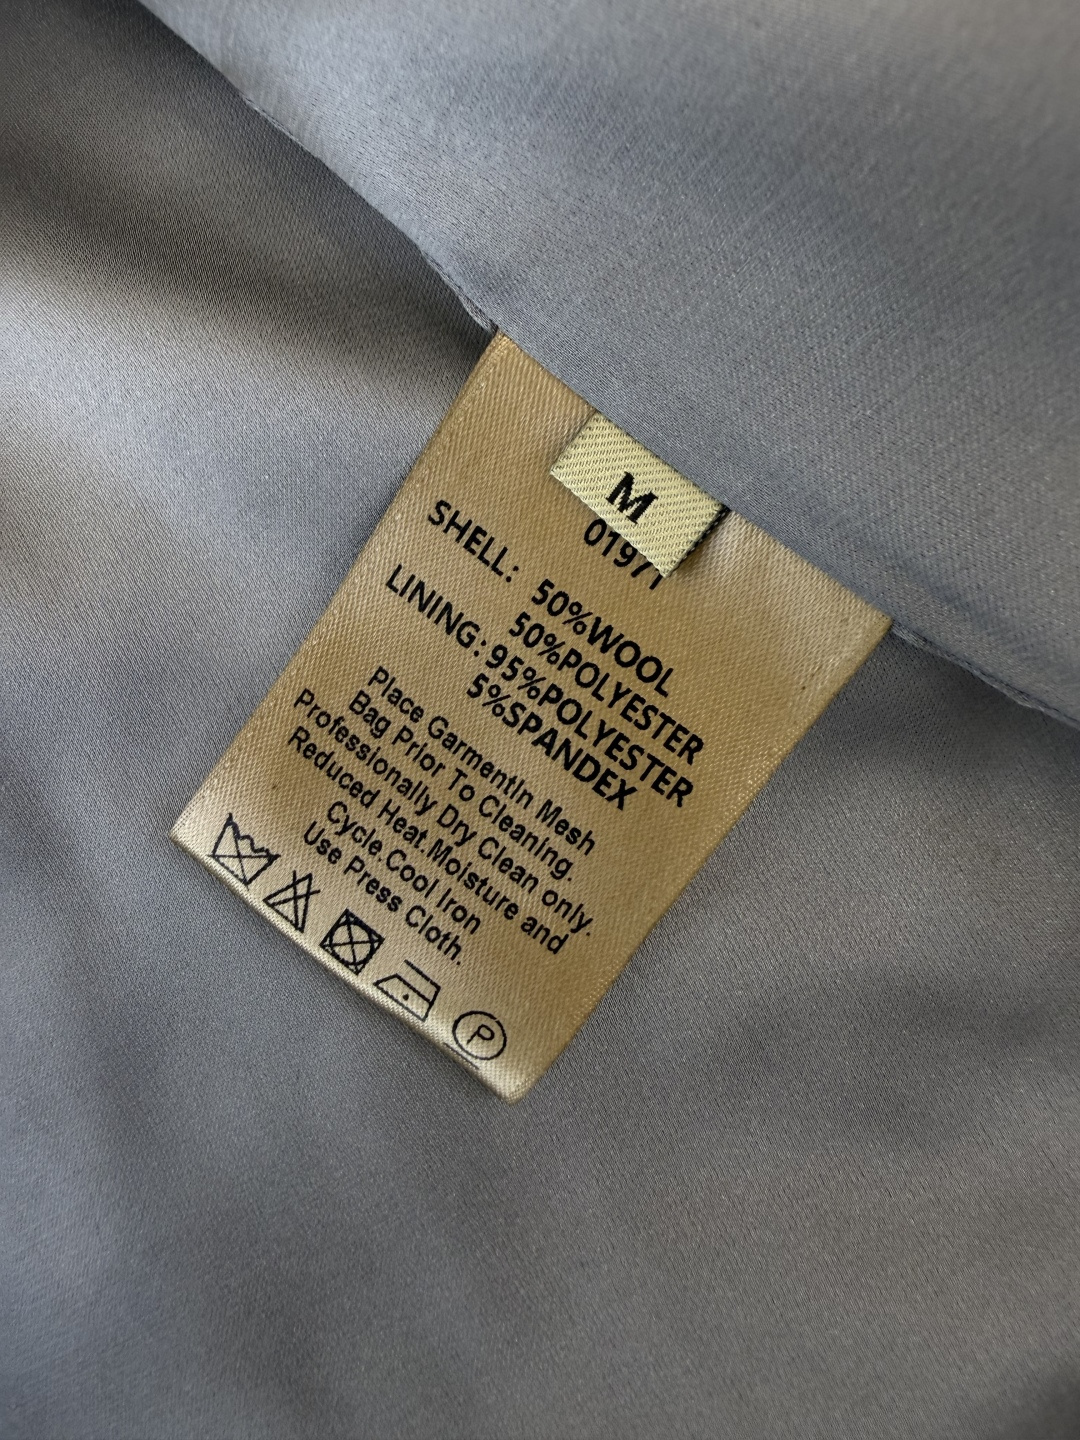 M
01971
SHELL: 50%WOOL
50%POLYESTER
LINING: 95%POLYESTER
5%SPANDEX
Place GarmentIn Mesh
Bag Prior To Cleaning.
Professionally Dry Clean only.
Reduced Heat.Moisture and
Cycle.Cool Iron
Use Press Cloth.
P